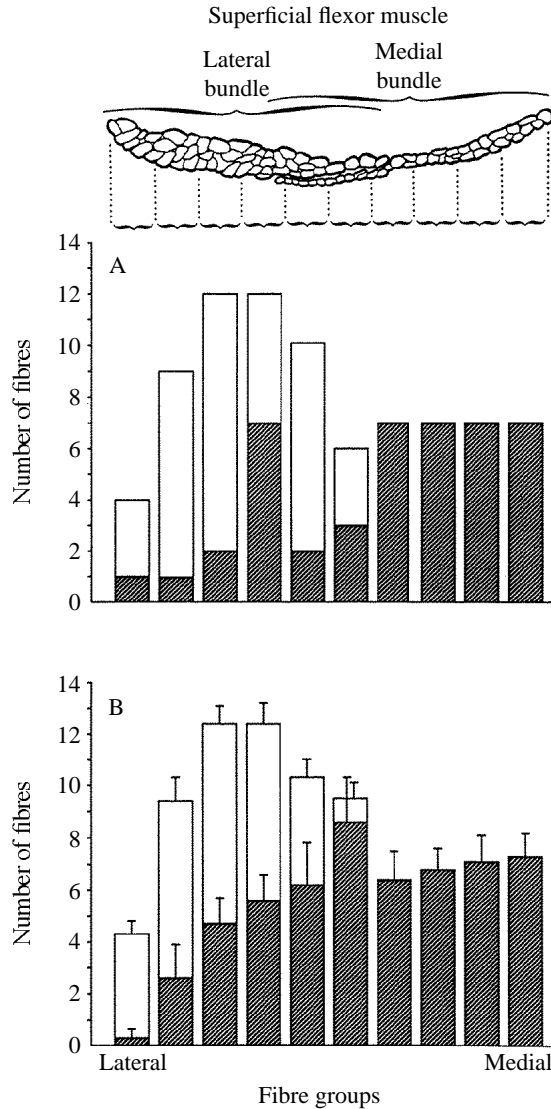 Superficial flexor muscle
Lateral bundle
Medial bundle
A
14
12
10
8
6
4
2
0
Number of fibres
B
14
12
10
8
6
4
2
0
Number of fibres
Lateral
Medial
Fibre groups